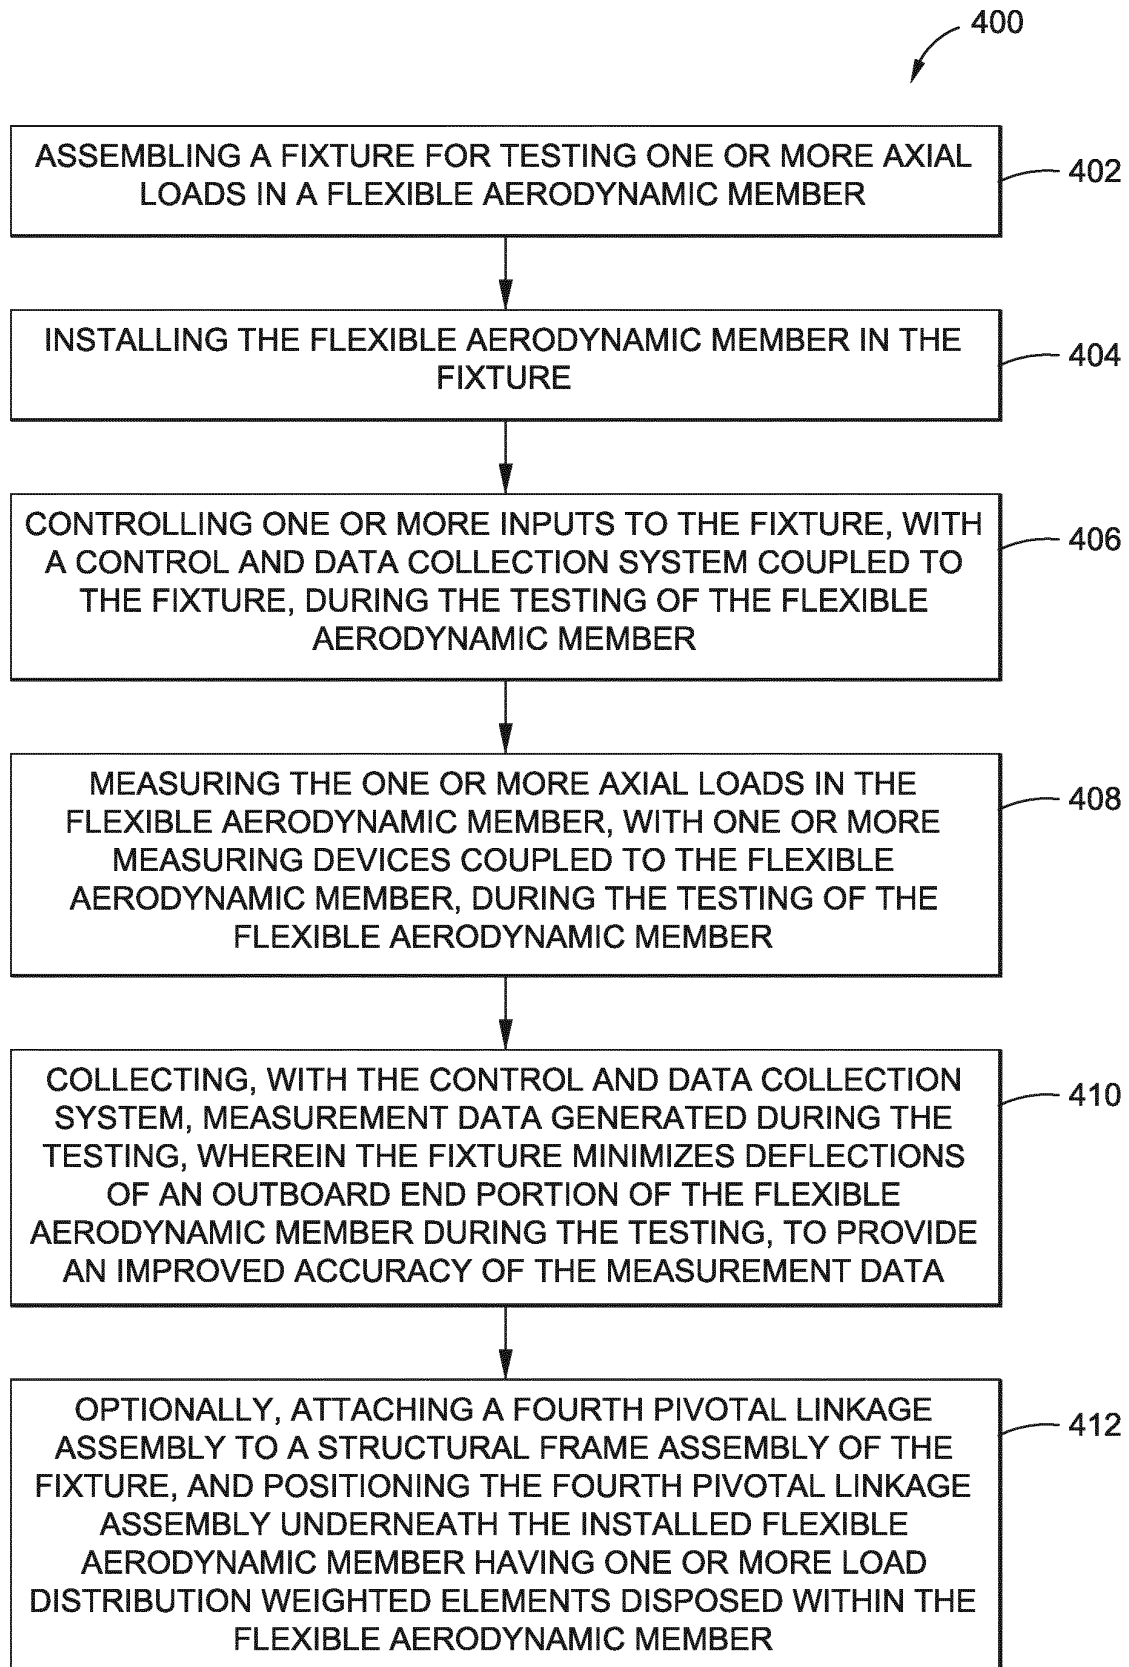 400
ASSEMBLING A FIXTURE FOR TESTING ONE OR MORE AXIAL
LOADS IN A FLEXIBLE AERODYNAMIC MEMBER
402
INSTALLING THE FLEXIBLE AERODYNAMIC MEMBER IN THE
FIXTURE
404
CONTROLLING ONE OR MORE INPUTS TO THE FIXTURE, WITH
A CONTROL AND DATA COLLECTION SYSTEM COUPLED TO
THE FIXTURE, DURING THE TESTING OF THE FLEXIBLE
AERODYNAMIC MEMBER
406
MEASURING THE ONE OR MORE AXIAL LOADS IN THE
FLEXIBLE AERODYNAMIC MEMBER, WITH ONE OR MORE
MEASURING DEVICES COUPLED TO THE FLEXIBLE
AERODYNAMIC MEMBER, DURING THE TESTING OF THE
FLEXIBLE AERODYNAMIC MEMBER
408
COLLECTING, WITH THE CONTROL AND DATA COLLECTION
SYSTEM, MEASUREMENT DATA GENERATED DURING THE
TESTING, WHEREIN THE FIXTURE MINIMIZES DEFLECTIONS
OF AN OUTBOARD END PORTION OF THE FLEXIBLE
AERODYNAMIC MEMBER DURING THE TESTING, TO PROVIDE
AN IMPROVED ACCURACY OF THE MEASUREMENT DATA
410
OPTIONALLY, ATTACHING A FOURTH PIVOTAL LINKAGE
ASSEMBLY TO A STRUCTURAL FRAME ASSEMBLY OF THE
FIXTURE, AND POSITIONING THE FOURTH PIVOTAL LINKAGE
ASSEMBLY UNDERNEATH THE INSTALLED FLEXIBLE
AERODYNAMIC MEMBER HAVING ONE OR MORE LOAD
DISTRIBUTION WEIGHTED ELEMENTS DISPOSED WITHIN THE
FLEXIBLE AERODYNAMIC MEMBER
412